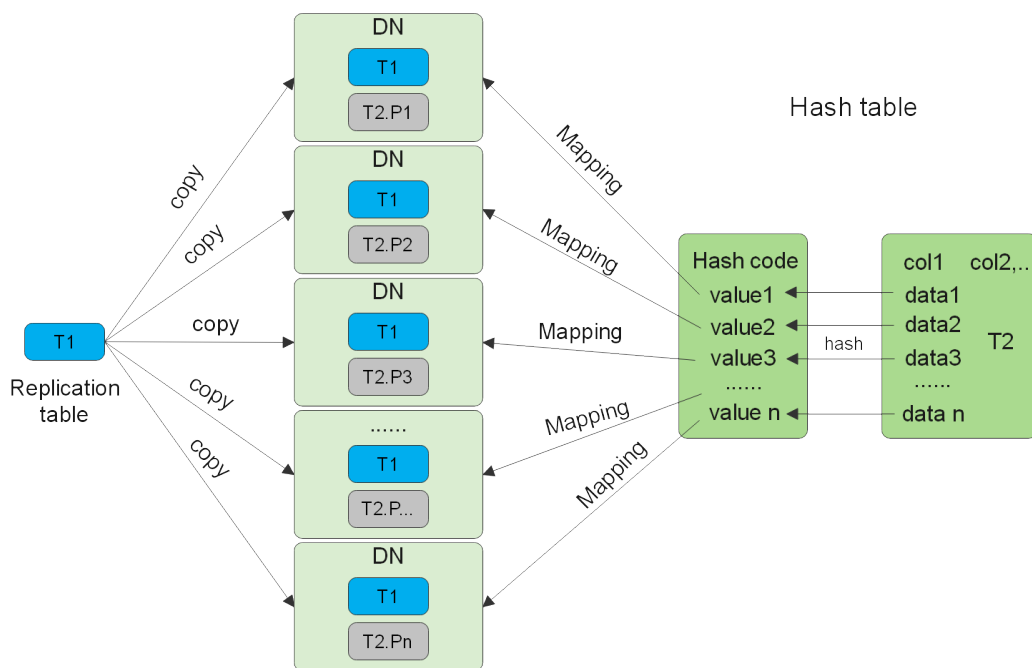 DN
T1
T2.P1
DN
T1
T2.P2
DN
T1
T2.P3
......
T1
T2.P...
DN
T1
T2.Pn
copy
copy
copy
copy
copy
T1
Replication
table
Mapping
Mapping
Mapping
Mapping
Mapping
Hash table
Hash code
value1
value2
value3
......
value n
hash
col1 col2,..
data1
data2
T2
data3
......
data n